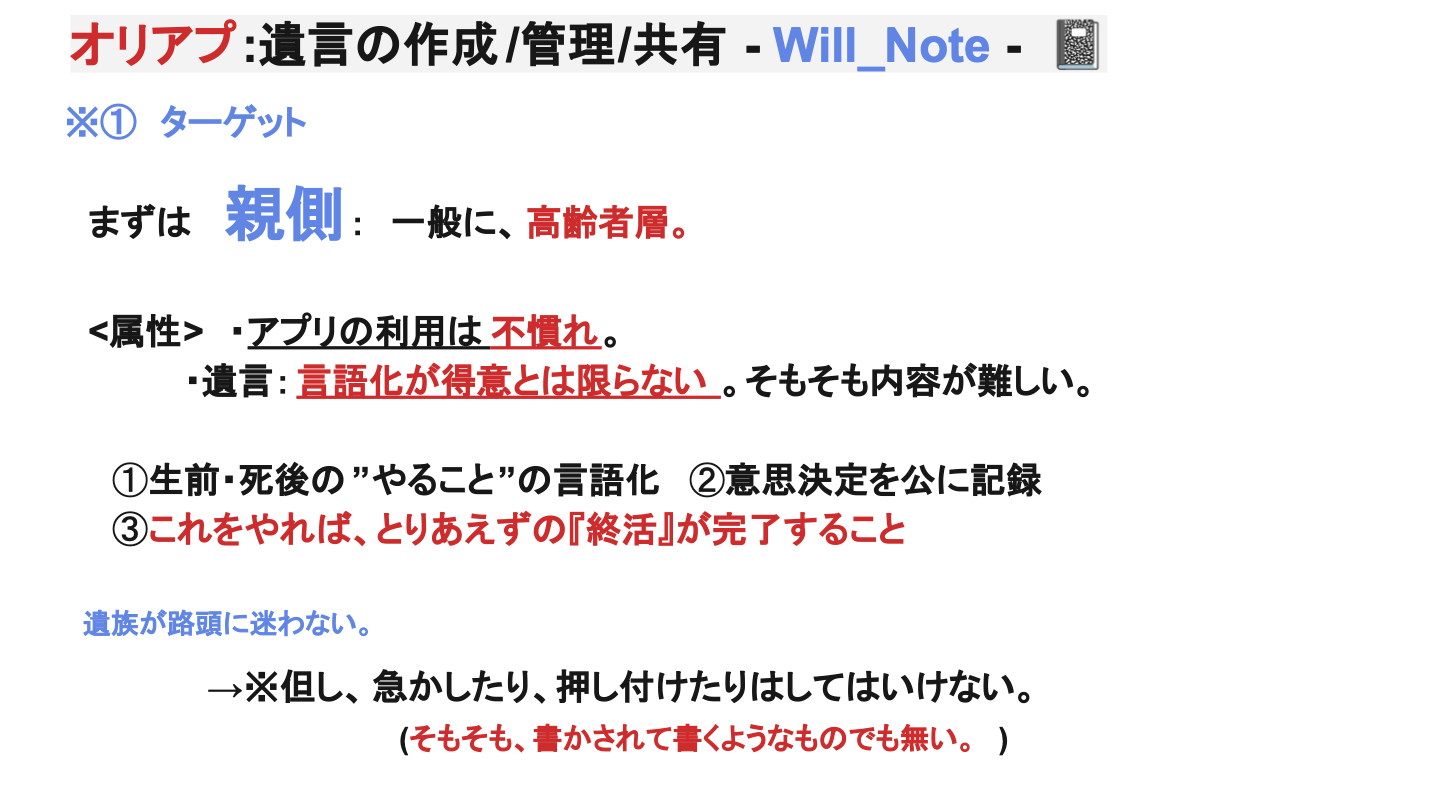 オリアプ:遺言の作成/管理/共有 - Will_Note - 📓
※①　ターゲット
まずは　親側：　一般に、高齢者層。
<属性>　・アプリの利用は不慣れ。
・遺言：言語化が得意とは限らない 。そもそも内容が難しい。
①生前・死後の”やること”の言語化　②意思決定を公に記録
③これをやれば、とりあえずの『終活』が完了すること
遺族が路頭に迷わない。
→※但し、急かしたり、押し付けたりはしてはいけない。
(そもそも、書かされて書くようなものでも無い。 )